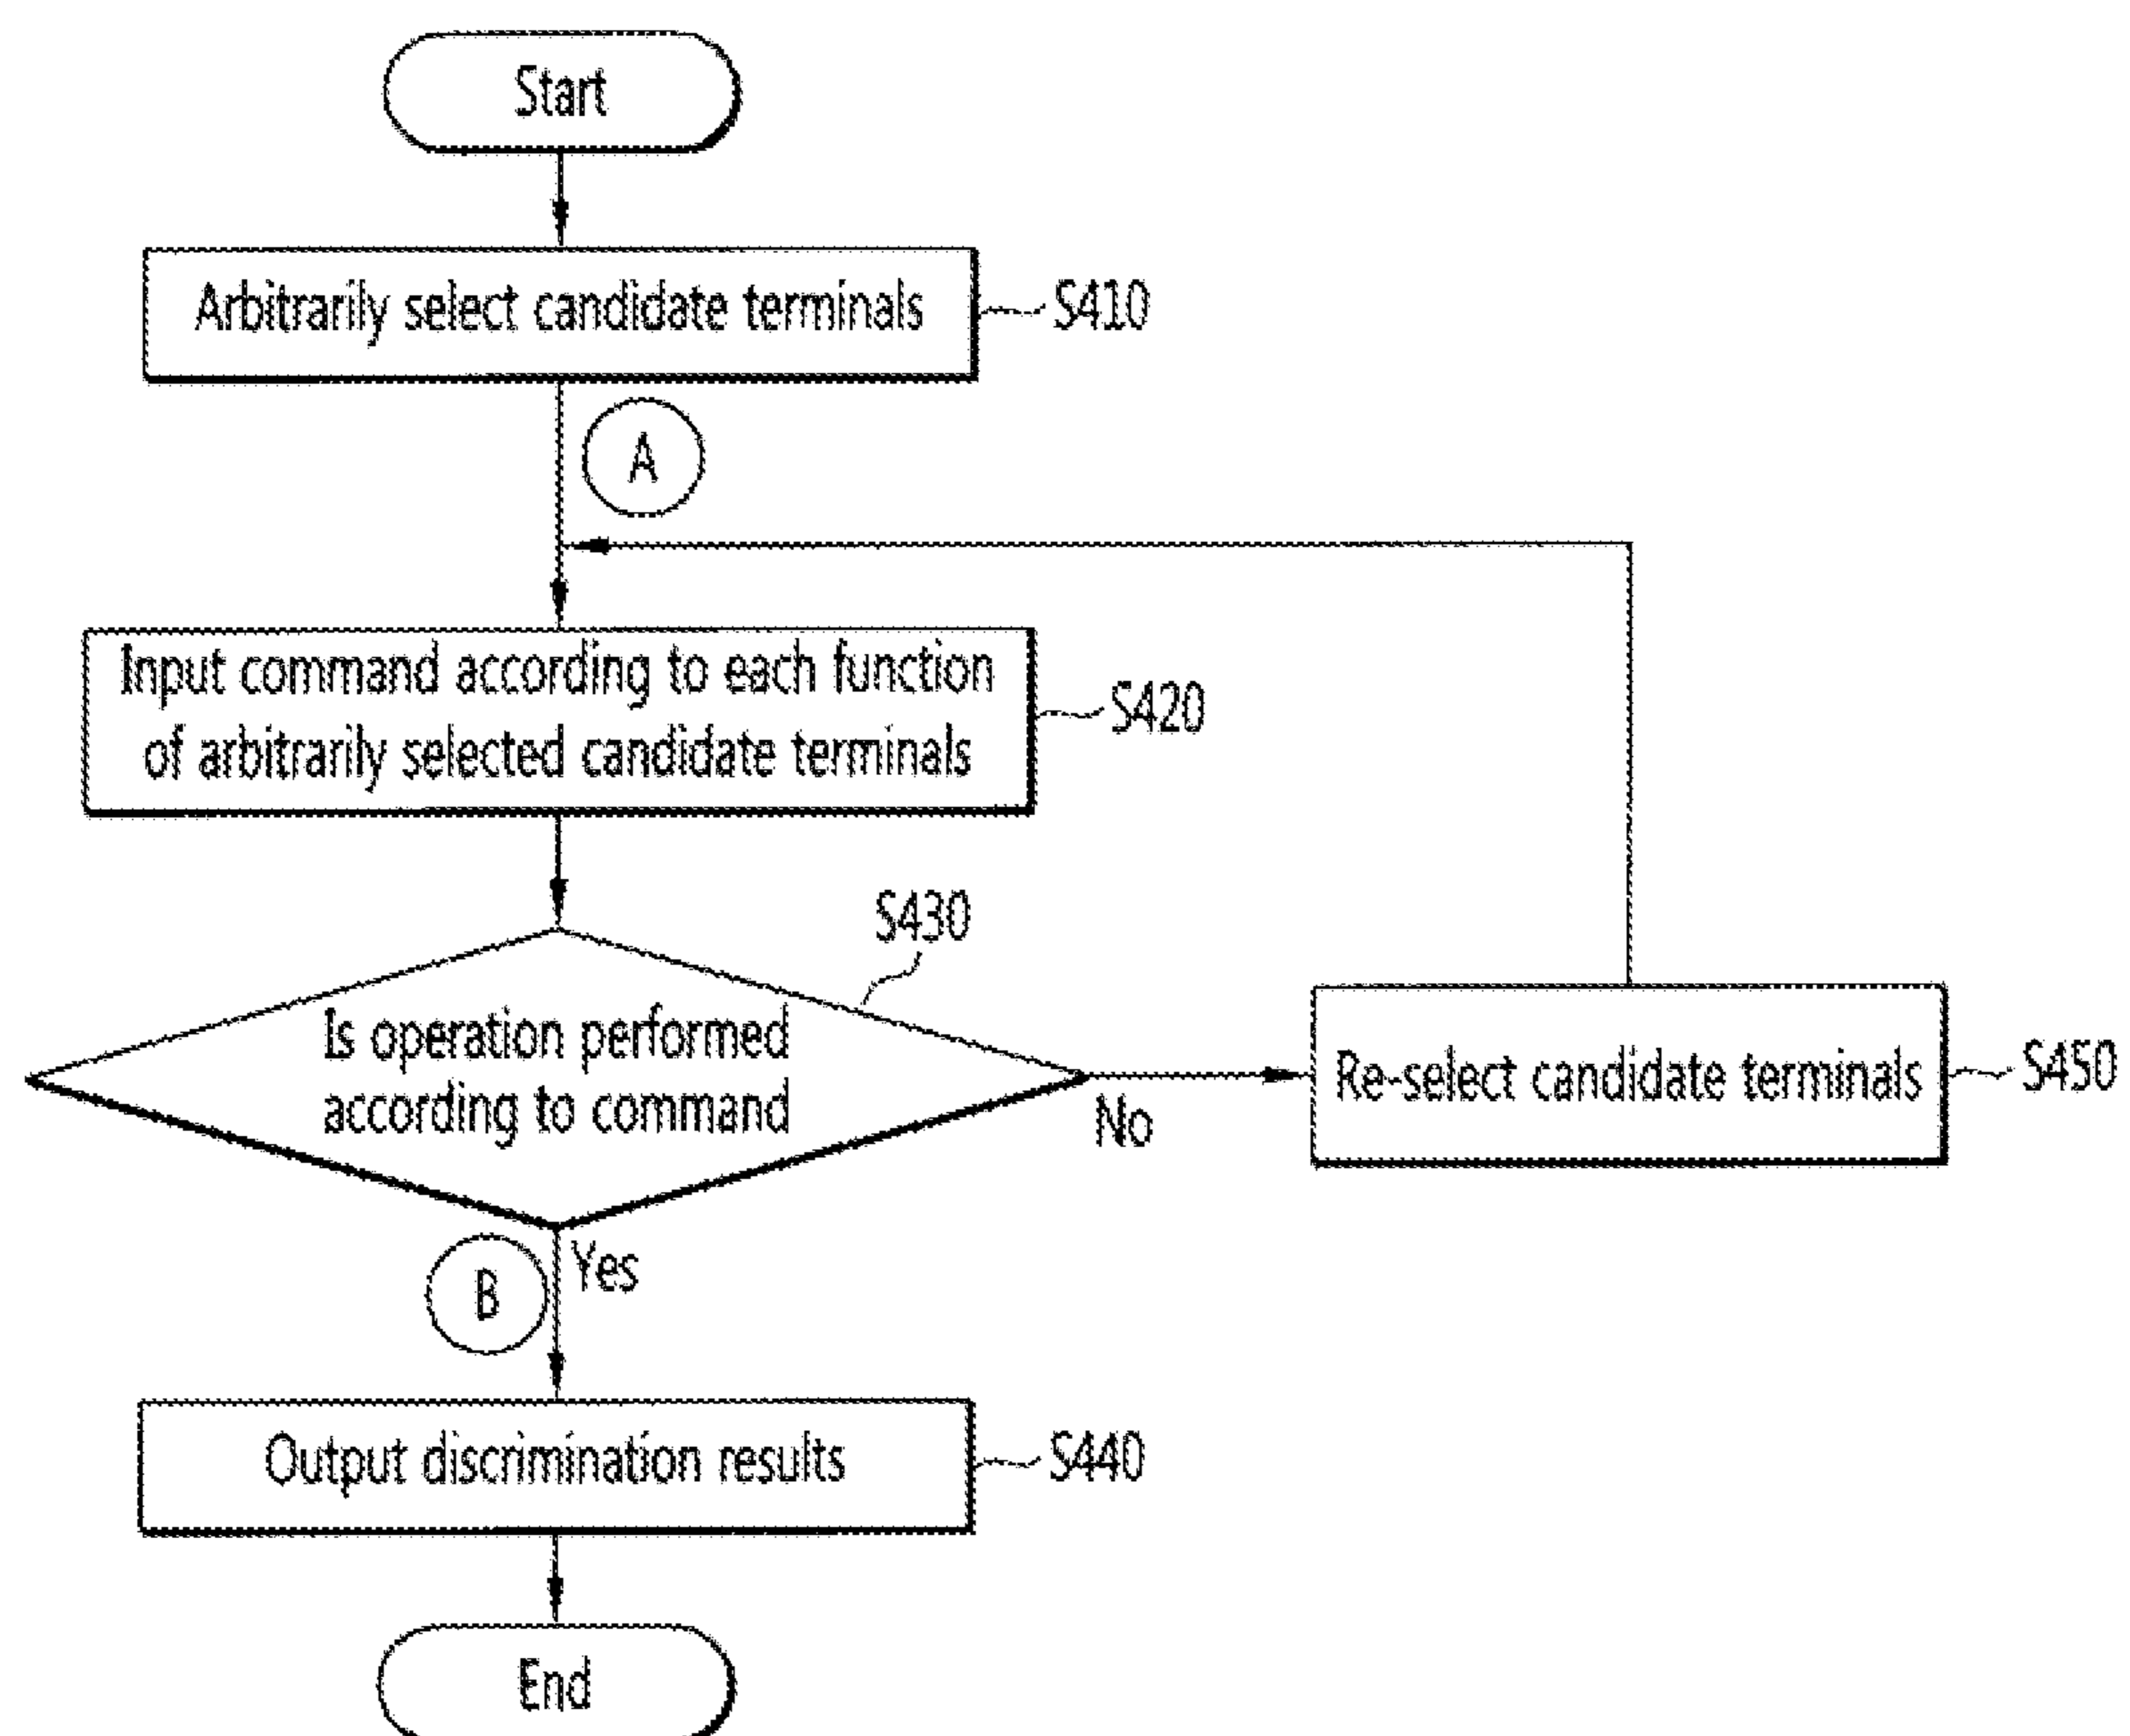 Start
Arbitrarily select candidate terminals
S410
A
Input command according to each function
of arbitrarily selected candidate terminals
S420
S430
Is operation performed
according to command
No
Re-select candidate terminals
S450
Yes
B
Output discrimination results
S440
End